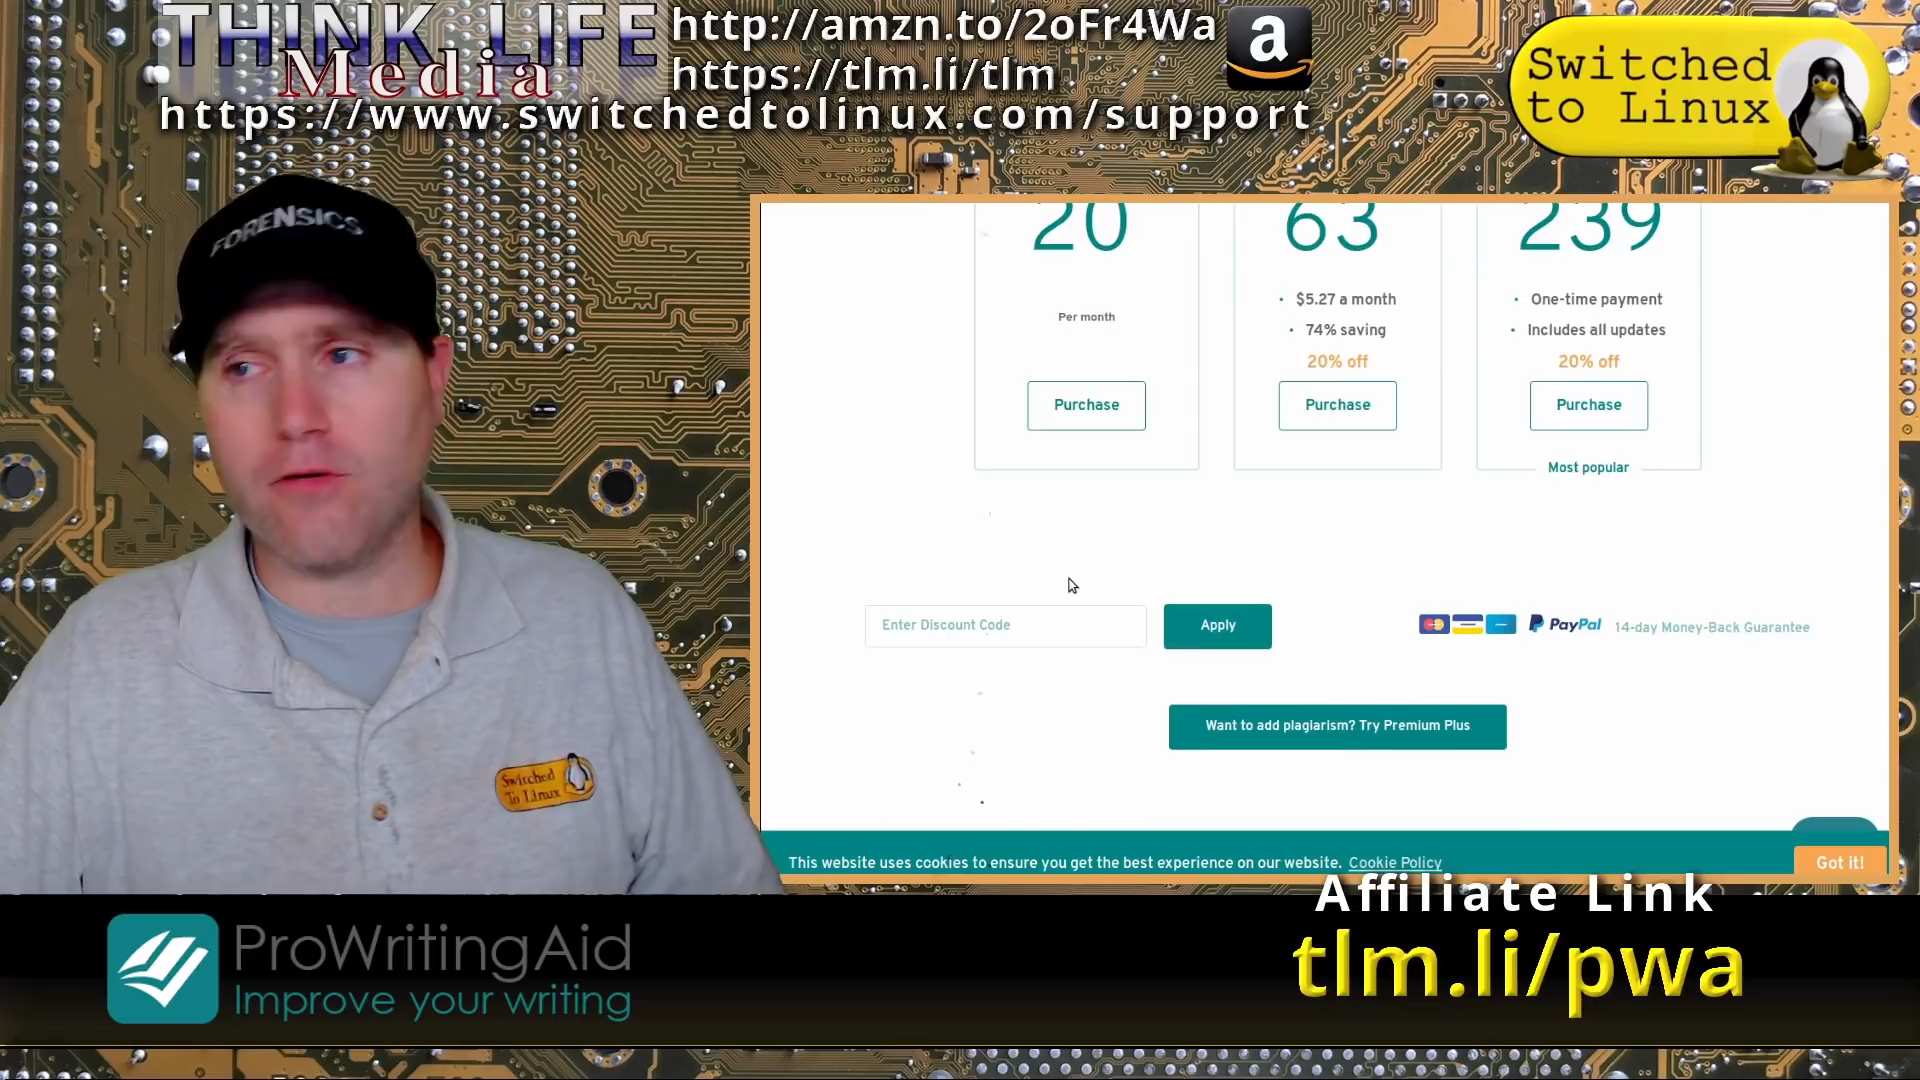 THINK LIFE
Media
http://amzn.to/2oFr4Wa
https://tlm.li/tlm
https://www.switchedtolinux.com/support
a
Switched
to Linux
FORENSICS
20
63
239
Per month
• $5.27 a month
• 74% saving
20% off
• One-time payment
• Includes all updates
20% off
Purchase
Purchase
Purchase
Most popular
Enter Discount Code
Apply
PayPal
14-day Money-Back Guarantee
Want to add plagiarism? Try Premium Plus
Switched
To Linux
This website uses cookies to ensure you get the best experience on our website. Cookie Policy
Got it!
ProWritingAid
Improve your writing
Affiliate Link
tlm.li/pwa